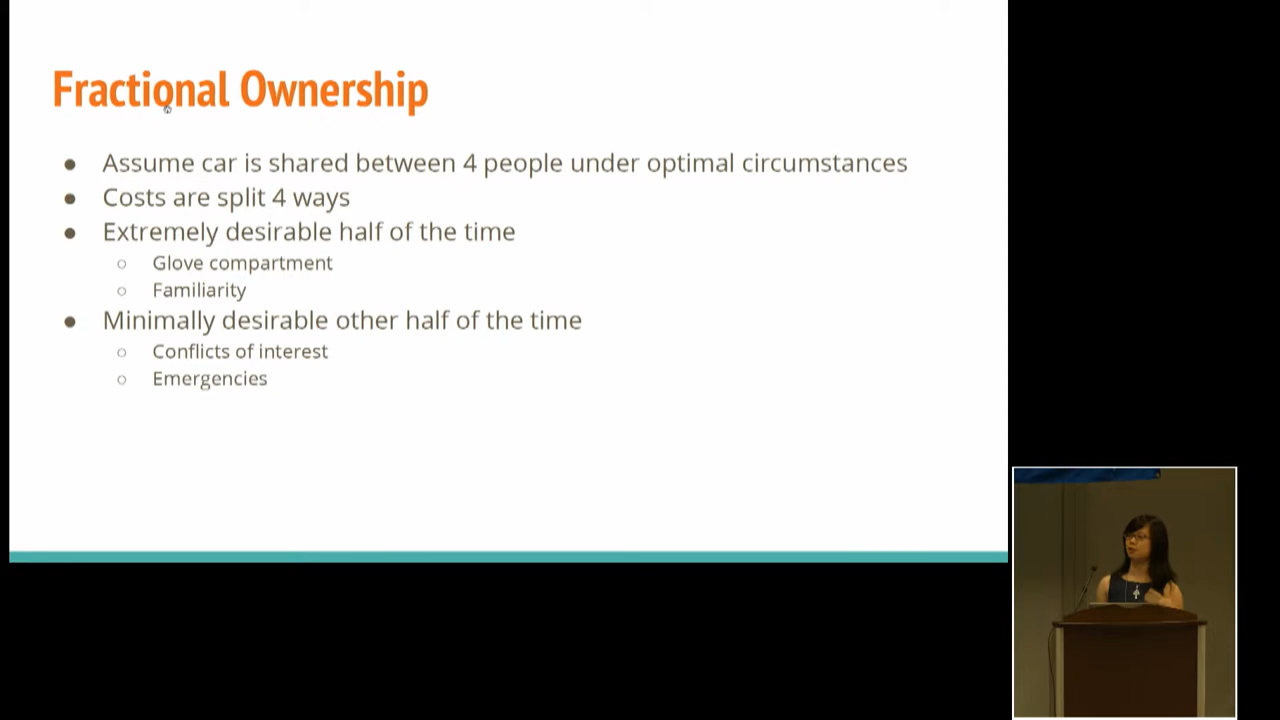 Fractional Ownership
● Assume car is shared between 4 people under optimal circumstances
● Costs are split 4 ways
● Extremely desirable half of the time
○ Glove compartment
○ Familiarity
● Minimally desirable other half of the time
○ Conflicts of interest
○ Emergencies